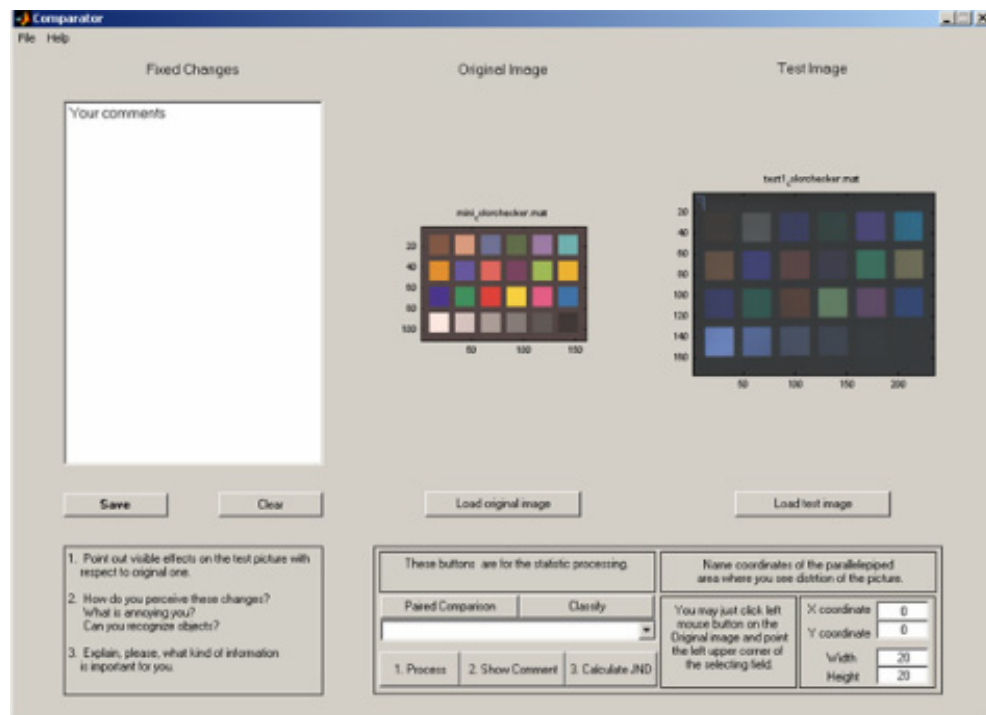 Comparator
File Help
Fixed Changes
Original Image
Test Image
Your comments
mini_colorchecker.mat
20
40
60
80
100
50 100 150
test1_colorchecker.mat
20
40
60
80
100
120
140
160
50 100 150 200
Save
Clear
Load original image
Load test image
1. Point out visible effects on the test picture with
respect to original one.
2. How do you perceive these changes?
What is annoying you?
Can you recognize objects?
3. Explain, please, what kind of information
is important for you.
These buttons are for the statistic processing.
Paired Comparison
Classify
1. Process
2. Show Comment
3. Calculate JND
Name coordinates of the parallelepiped
area where you see distition of the picture.
You may just click left
mouse button on the
Original image and point
the left upper corner of
the selecting field.
X coordinate 0
Y coordinate 0
Width 20
Height 20